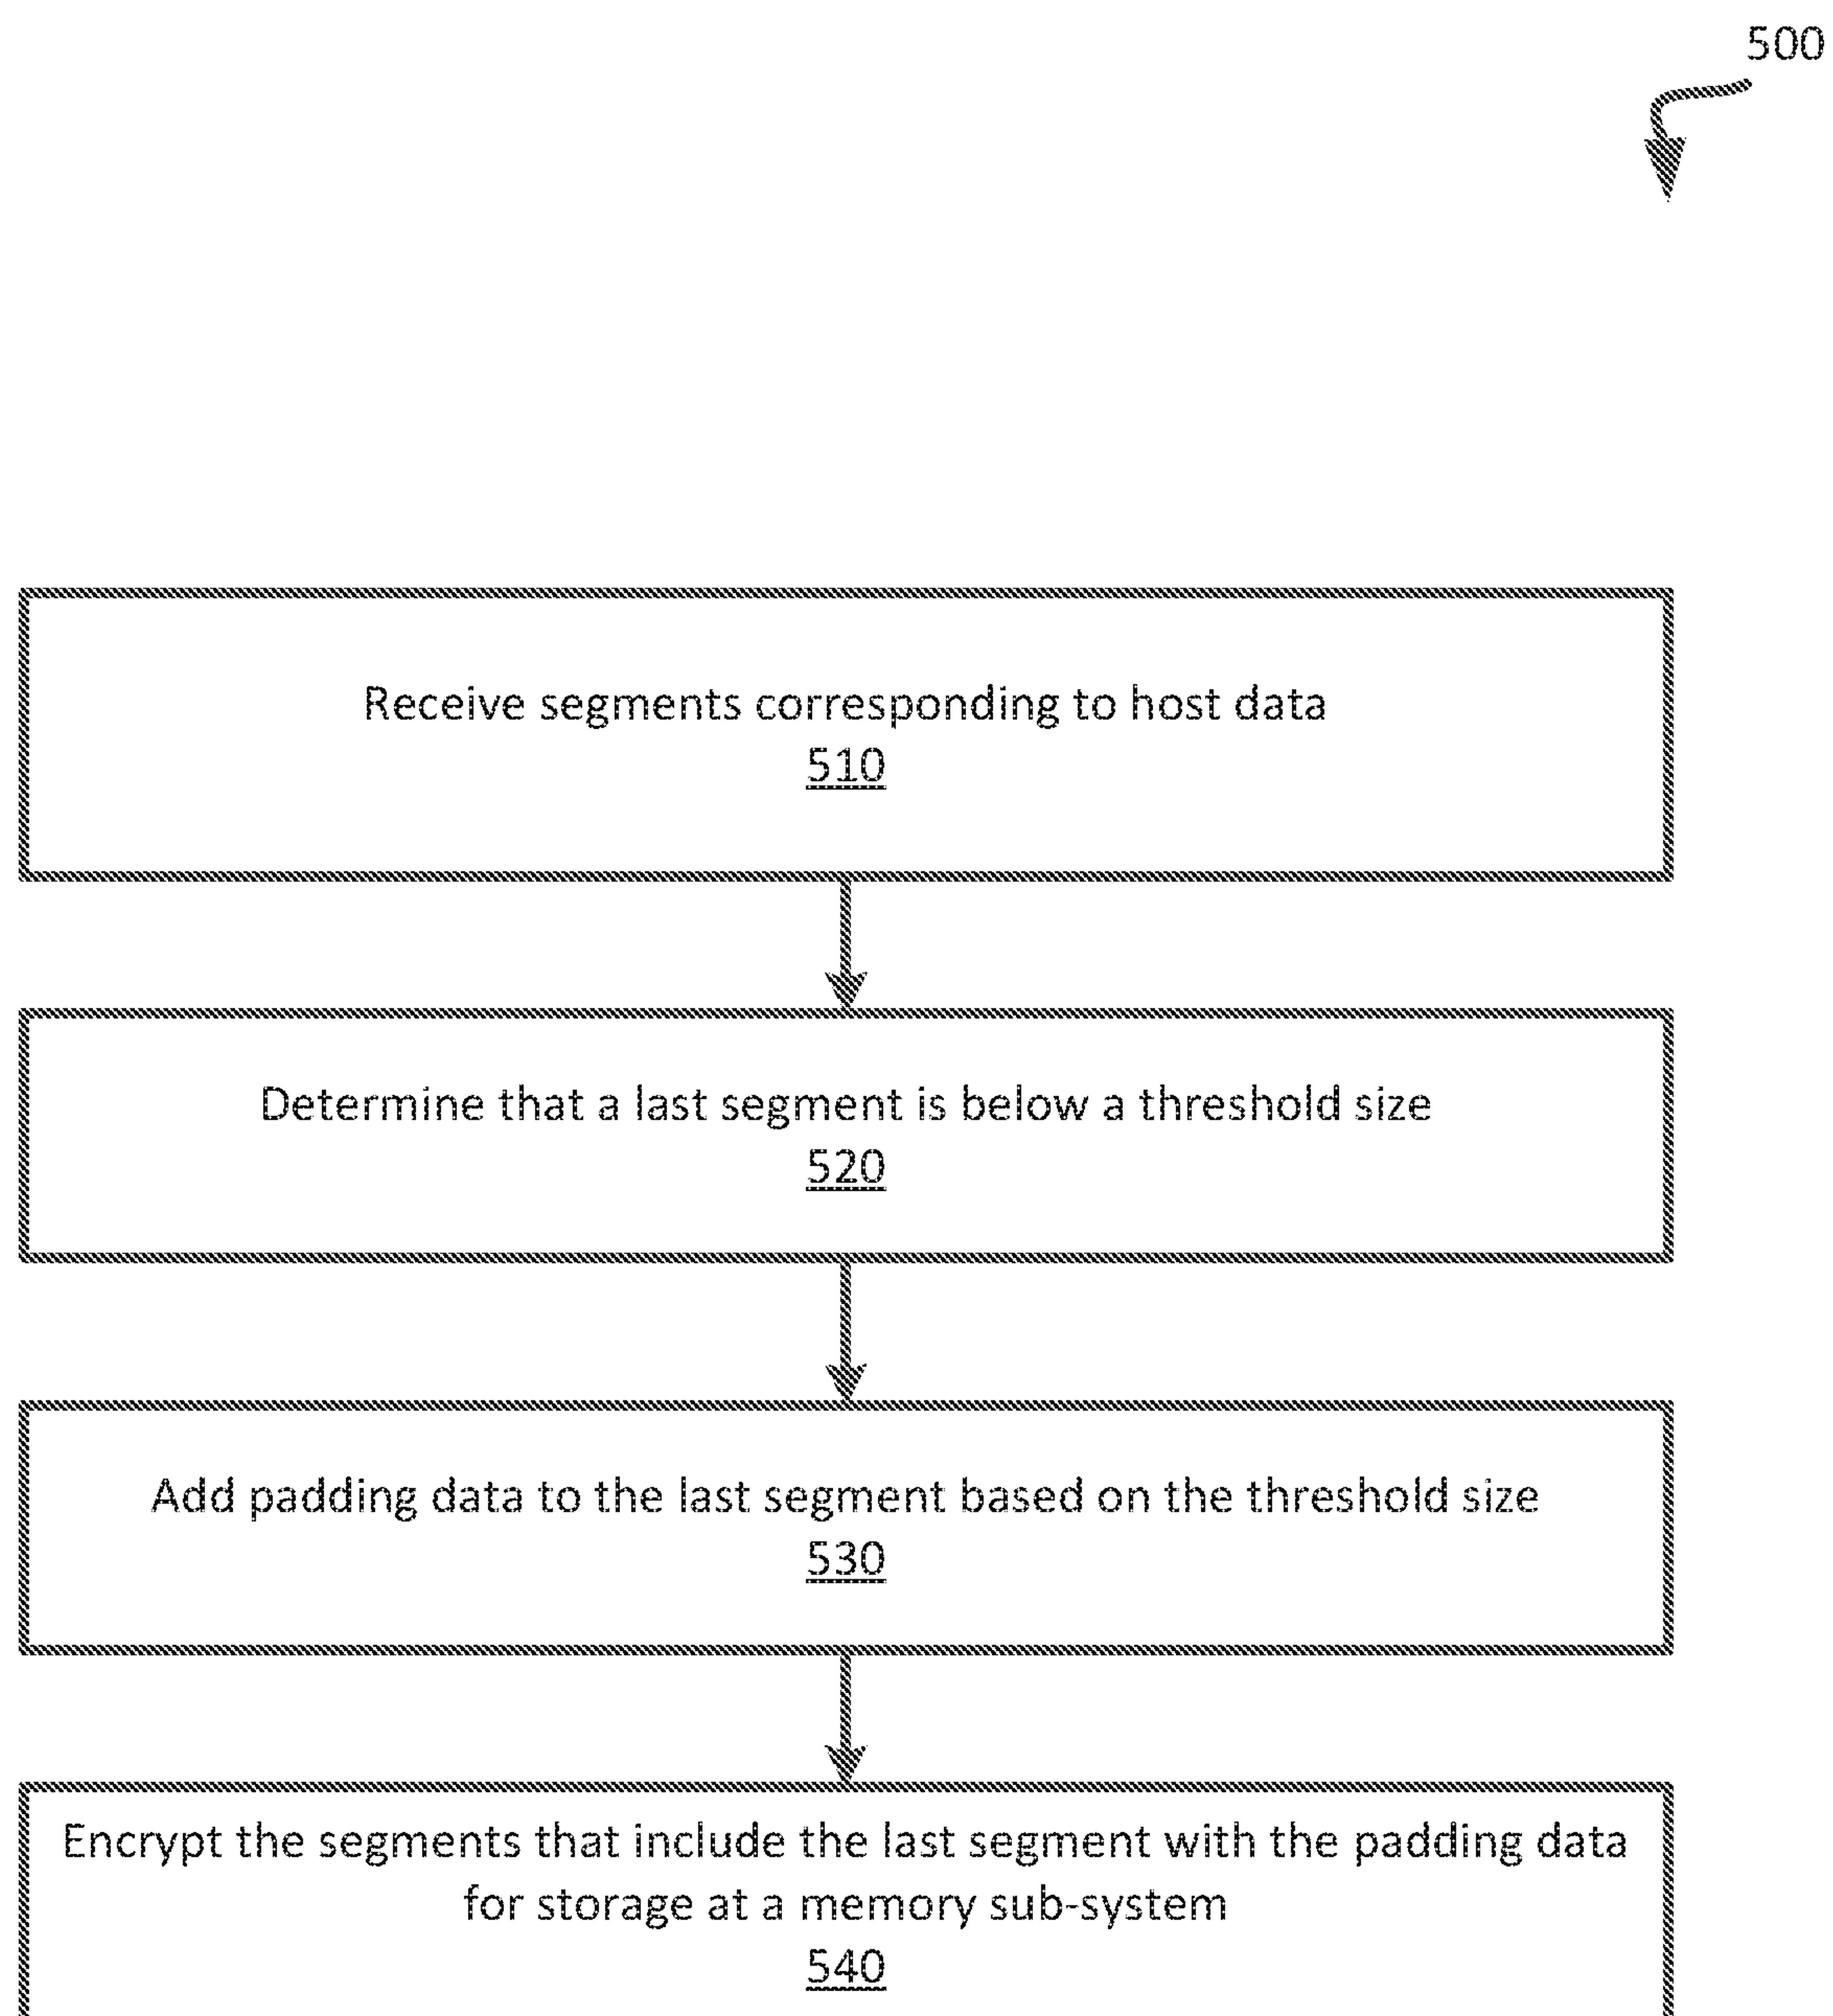 500
Receive segments corresponding to host data
510
Determine that a last segment is below a threshold size
520
Add padding data to the last segment based on the threshold size
530
Encrypt the segments that include the last segment with the padding data
for storage at a memory sub-system
540